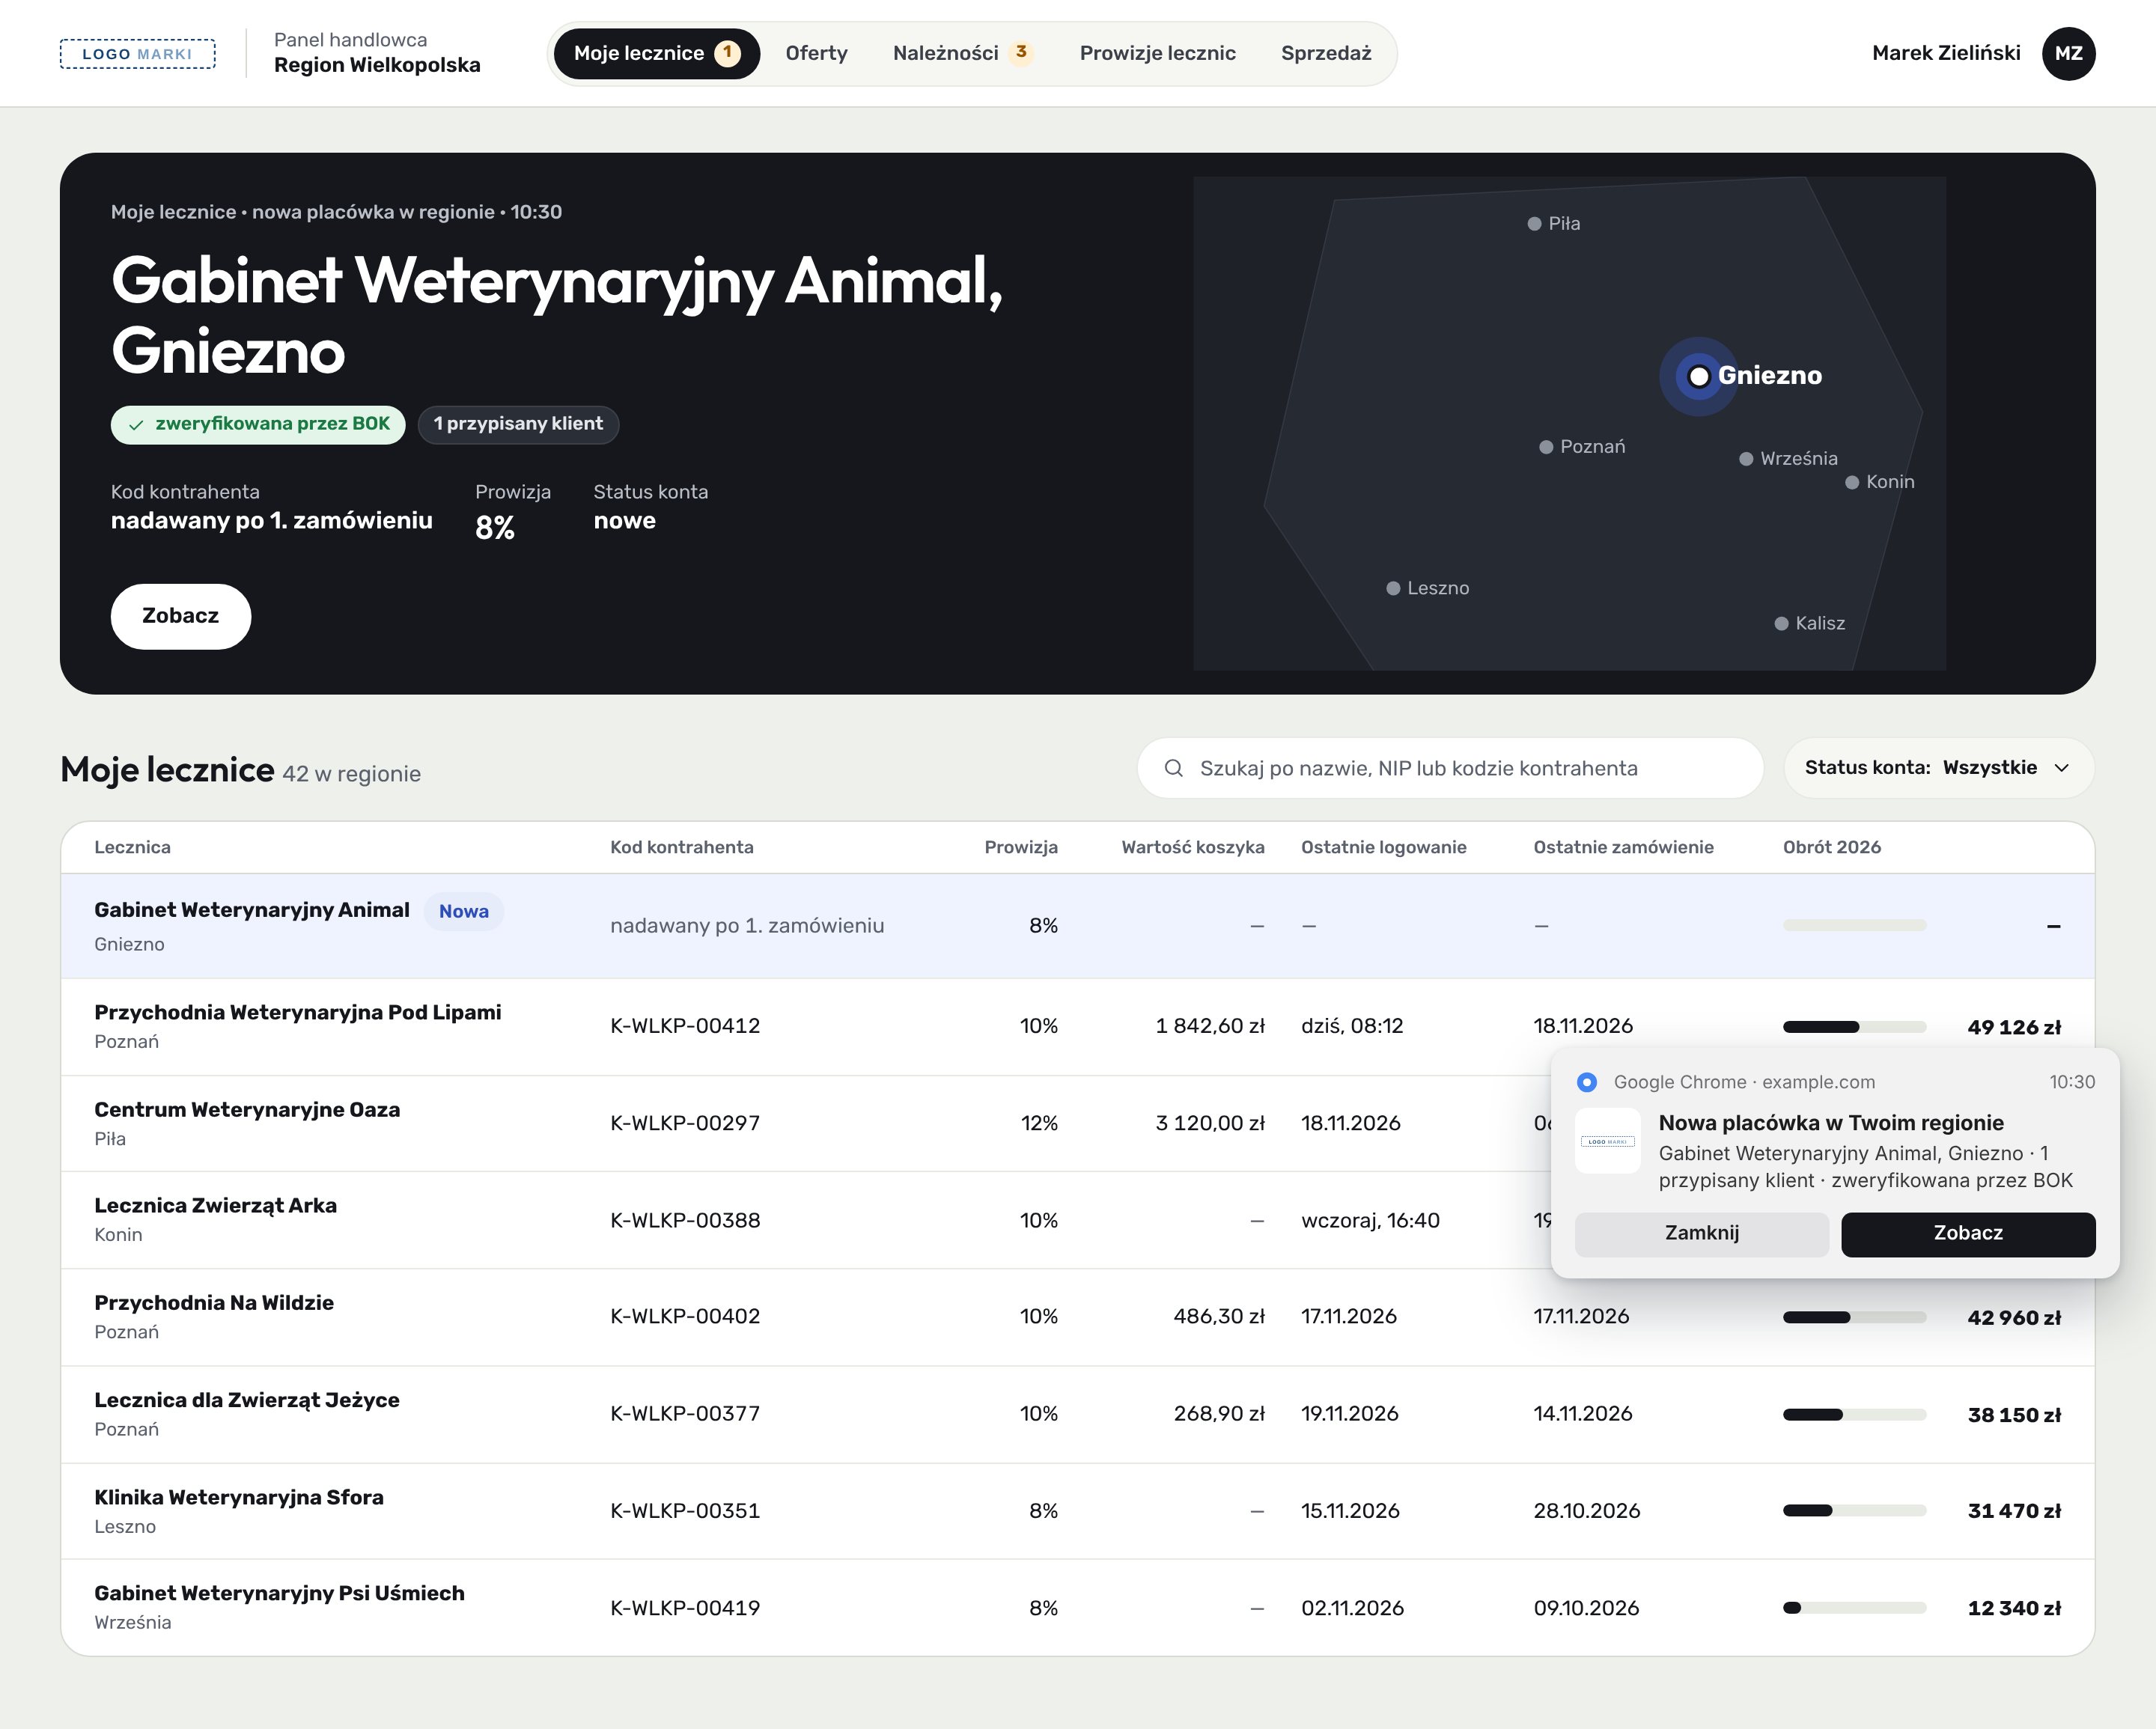 LOGO MARKI
Panel handlowca
Region Wielkopolska
Moje lecznice 1
Oferty
Należności 3
Prowizje lecznic
Sprzedaż
Marek Zieliński
MZ
Moje lecznice • nowa placówka w regionie • 10:30
Gabinet Weterynaryjny Animal,
Gniezno
zweryfikowana przez BOK
1 przypisany klient
Kod kontrahenta
nadawany po 1. zamówieniu
Prowizja
8%
Status konta
nowe
Zobacz
Piła
Gniezno
Poznań
Września
Konin
Leszno
Kalisz
Moje lecznice 42 w regionie
Szukaj po nazwie, NIP lub kodzie kontrahenta
Status konta: Wszystkie
Lecznica Kod kontrahenta Prowizja Wartość koszyka Ostatnie logowanie Ostatnie zamówienie Obrót 2026
Gabinet Weterynaryjny Animal Nowa
Gniezno
nadawany po 1. zamówieniu 8% – – – –
Przychodnia Weterynaryjna Pod Lipami
Poznań
K-WLKP-00412 10% 1 842,60 zł dziś, 08:12 18.11.2026 49 126 zł
Centrum Weterynaryjne Oaza
Piła
K-WLKP-00297 12% 3 120,00 zł 18.11.2026
Lecznica Zwierząt Arka
Konin
K-WLKP-00388 10% – wczoraj, 16:40 19
Google Chrome · example.com 10:30
LOGO MARKI
Nowa placówka w Twoim regionie
Gabinet Weterynaryjny Animal, Gniezno · 1
przypisany klient · zweryfikowana przez BOK
Zamknij
Zobacz
Przychodnia Na Wildzie
Poznań
K-WLKP-00402 10% 486,30 zł 17.11.2026 17.11.2026 42 960 zł
Lecznica dla Zwierząt Jeżyce
Poznań
K-WLKP-00377 10% 268,90 zł 19.11.2026 14.11.2026 38 150 zł
Klinika Weterynaryjna Sfora
Leszno
K-WLKP-00351 8% – 15.11.2026 28.10.2026 31 470 zł
Gabinet Weterynaryjny Psi Uśmiech
Września
K-WLKP-00419 8% – 02.11.2026 09.10.2026 12 340 zł